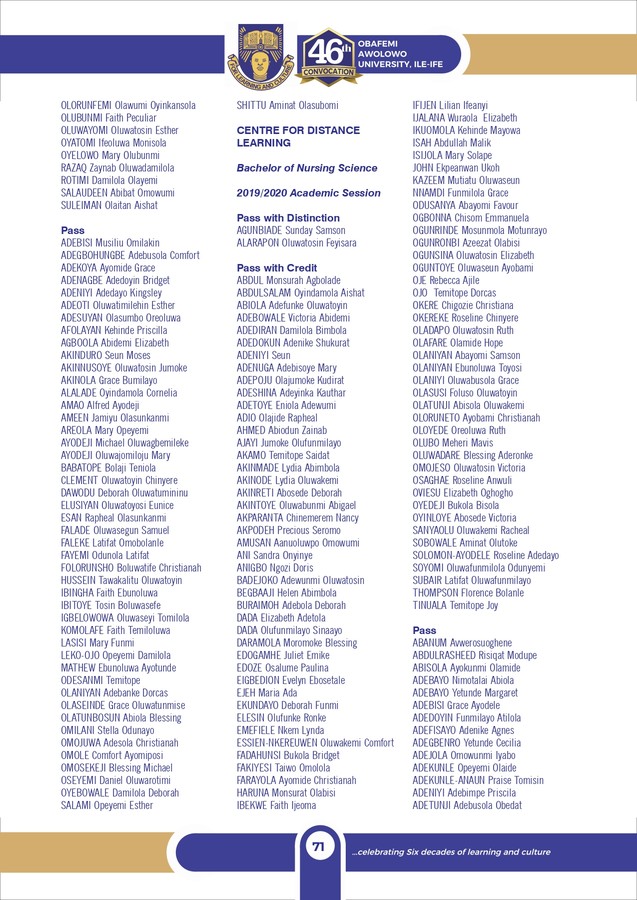 FOR LEARNING AND CULTURE
46th
CONVOCATION
OBAFEMI
AWOLOWO
UNIVERSITY, ILE-IFE
OLORUNFEMI Olawumi Oyinkansola
OLUBUNMI Faith Peculiar
OLUWAYOMI Oluwatosin Esther
OYATOMI Ifeoluwa Monisola
OYELOWO Mary Olubunmi
RAZAQ Zaynab Oluwadamilola
ROTIMI Damilola Olayemi
SALAUDEEN Abibat Omowumi
SULEIMAN Olaitan Aishat
Pass
ADEBISI Musiliu Omilakin
ADEGBOHUNGBE Adebusola Comfort
ADEKOYA Ayomide Grace
ADENAGBE Adedoyin Bridget
ADENIYI Adedayo Kingsley
ADEOTI Oluwatimilehin Esther
ADESUYAN Olasumbo Oreoluwa
AFOLAYAN Kehinde Priscilla
AGBOOLA Abidemi Elizabeth
AKINDURO Seun Moses
AKINNUSOYE Oluwatosin Jumoke
AKINOLA Grace Bumilayo
ALALADE Oyindamola Cornelia
AMAO Alfred Ayodeji
AMEEN Jamiyu Olasunkanmi
AREOLA Mary Opeyemi
AYODEJI Michael Oluwagbemileke
AYODEJI Oluwajomiloju Mary
BABATOPE Bolaji Teniola
CLEMENT Oluwatoyin Chinyere
DAWODU Deborah Oluwatumininu
ELUSIYAN Oluwatoyosi Eunice
ESAN Rapheal Olasunkanmi
FALADE Oluwasegun Samuel
FALEKE Latifat Omobolanle
FAYEMI Odunola Latifat
FOLORUNSHO Boluwatife Christianah
HUSSEIN Tawakalitu Oluwatoyin
IBINGHA Faith Ebunoluwa
IBITOYE Tosin Boluwasefe
IGBELOWOWA Oluwaseyi Tomilola
KOMOLAFE Faith Temiloluwa
LASISI Mary Funmi
LEKO-OJO Opeyemi Damilola
MATHEW Ebunoluwa Ayotunde
ODESANMI Temitope
OLANIYAN Adebanke Dorcas
OLASEINDE Grace Oluwatunmise
OLATUNBOSUN Abiola Blessing
OMILANI Stella Odunayo
OMOJUWA Adesola Christianah
OMOLE Comfort Ayomiposi
OMOSEKEJI Blessing Michael
OSEYEMI Daniel Oluwarotimi
OYEBOWALE Damilola Deborah
SALAMI Opeyemi Esther
SHITTU Aminat Olasubomi
CENTRE FOR DISTANCE
LEARNING
Bachelor of Nursing Science
2019/2020 Academic Session
Pass with Distinction
AGUNBIADE Sunday Samson
ALARAPON Oluwatosin Feyisara
Pass with Credit
ABDUL Monsurah Agbolade
ABDULSALAM Oyindamola Aishat
ABIOLA Adefunke Oluwatoyin
ADEBOWALE Victoria Abidemi
ADEDIRAN Damilola Bimbola
ADEDOKUN Adenike Shukurat
ADENIYI Seun
ADENUGA Adebisoye Mary
ADEPOJU Olajumoke Kudirat
ADESHINA Adeyinka Kauthar
ADETOYE Eniola Adewumi
ADIO Olajide Rapheal
AHMED Abiodun Zainab
AJAYI Jumoke Olufunmilayo
AKAMO Temitope Saidat
AKINMADE Lydia Abimbola
AKINODE Lydia Oluwakemi
AKINRETI Abosede Deborah
AKINTOYE Oluwabunmi Abigael
AKPARANTA Chinemerem Nancy
AKPODEH Precious Seromo
AMUSAN Aanuoluwpo Omowumi
ANI Sandra Onyinye
ANIGBO Ngozi Doris
BADEJOKO Adewunmi Oluwatosin
BEGBAAJI Helen Abimbola
BURAIMOH Adebola Deborah
DADA Elizabeth Adetola
DADA Olufunmilayo Sinaayo
DARAMOLA Moromoke Blessing
EDOGAMHE Juliet Emike
EDOZE Osalume Paulina
EIGBEDION Evelyn Ebosetale
EJEH Maria Ada
EKUNDAYO Deborah Funmi
ELESIN Olufunke Ronke
EMEFIELE Nkem Lynda
ESSIEN-NKEREUWEN Oluwakemi Comfort
FADAHUNSI Bukola Bridget
FAKIYESI Taiwo Omolola
FARAYOLA Ayomide Christianah
HARUNA Monsurat Olabisi
IBEKWE Faith Ijeoma
IFIJEN Lilian Ifeanyi
IJALANA Wuraola Elizabeth
IKUOMOLA Kehinde Mayowa
ISAH Abdullah Malik
ISIJOLA Mary Solape
JOHN Ekpeanwan Ukoh
KAZEEM Mutiatu Oluwaseun
NNAMDI Funmilola Grace
ODUSANYA Abayomi Favour
OGBONNA Chisom Emmanuela
OGUNRINDE Mosunmola Motunrayo
OGUNRONBI Azeezat Olabisi
OGUNSINA Oluwatosin Elizabeth
OGUNTOYE Oluwaseun Ayobami
OJE Rebecca Ajile
OJO Temitope Dorcas
OKERE Chigozie Christiana
OKEREKE Roseline Chinyere
OLADAPO Oluwatosin Ruth
OLAFARE Olamide Hope
OLANIYAN Abayomi Samson
OLANIYAN Ebunoluwa Toyosi
OLANIYI Oluwabusola Grace
OLASUSI Foluso Oluwatoyin
OLATUNJI Abisola Oluwakemi
OLORUNETO Ayobami Christianah
OLOYEDE Oreoluwa Ruth
OLUBO Meheri Mavis
OLUWADARE Blessing Aderonke
OMOJESO Oluwatosin Victoria
OSAGHAE Roseline Anwuli
OVIESU Elizabeth Oghogho
OYEDEJI Bukola Bisola
OYINLOYE Abosede Victoria
SANYAOLU Oluwakemi Racheal
SOBOWALE Aminat Olutoke
SOLOMON-AYODELE Roseline Adedayo
SOYOMI Oluwafunmilola Odunyemi
SUBAIR Latifat Oluwafunmilayo
THOMPSON Florence Bolanle
TINUALA Temitope Joy
Pass
ABANUM Avwerosuoghene
ABDULRASHEED Risiqat Modupe
ABISOLA Ayokunmi Olamide
ADEBAYO Nimotalai Abiola
ADEBAYO Yetunde Margaret
ADEBISI Grace Ayodele
ADEDOYIN Funmilayo Atilola
ADEFISAYO Adenike Agnes
ADEGBENRO Yetunde Cecilia
ADEJOLA Omowunmi Iyabo
ADEKUNLE Opeyemi Olaide
ADEKUNLE-ANAUN Praise Tomisin
ADENIYI Adebimpe Priscila
ADETUNJI Adebusola Obedat
71
...celebrating Six decades of learning and culture